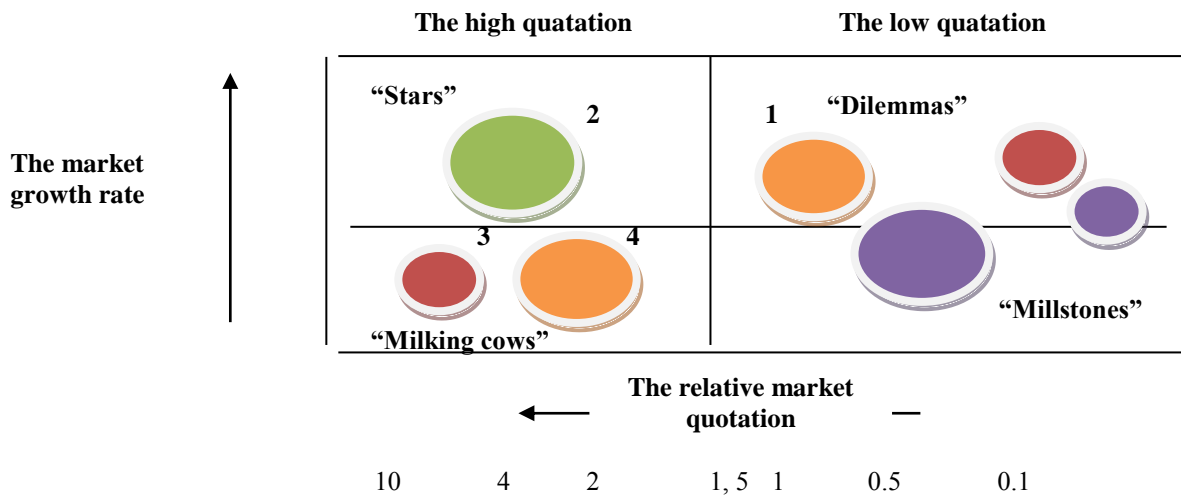 The high quatation
The low quatation
“Stars”
2
1
“Dilemmas”
The market
growth rate
3
4
“Millstones”
“Milking cows”
The relative market
quotation
10 4 2 1, 5 1 0.5 0.1